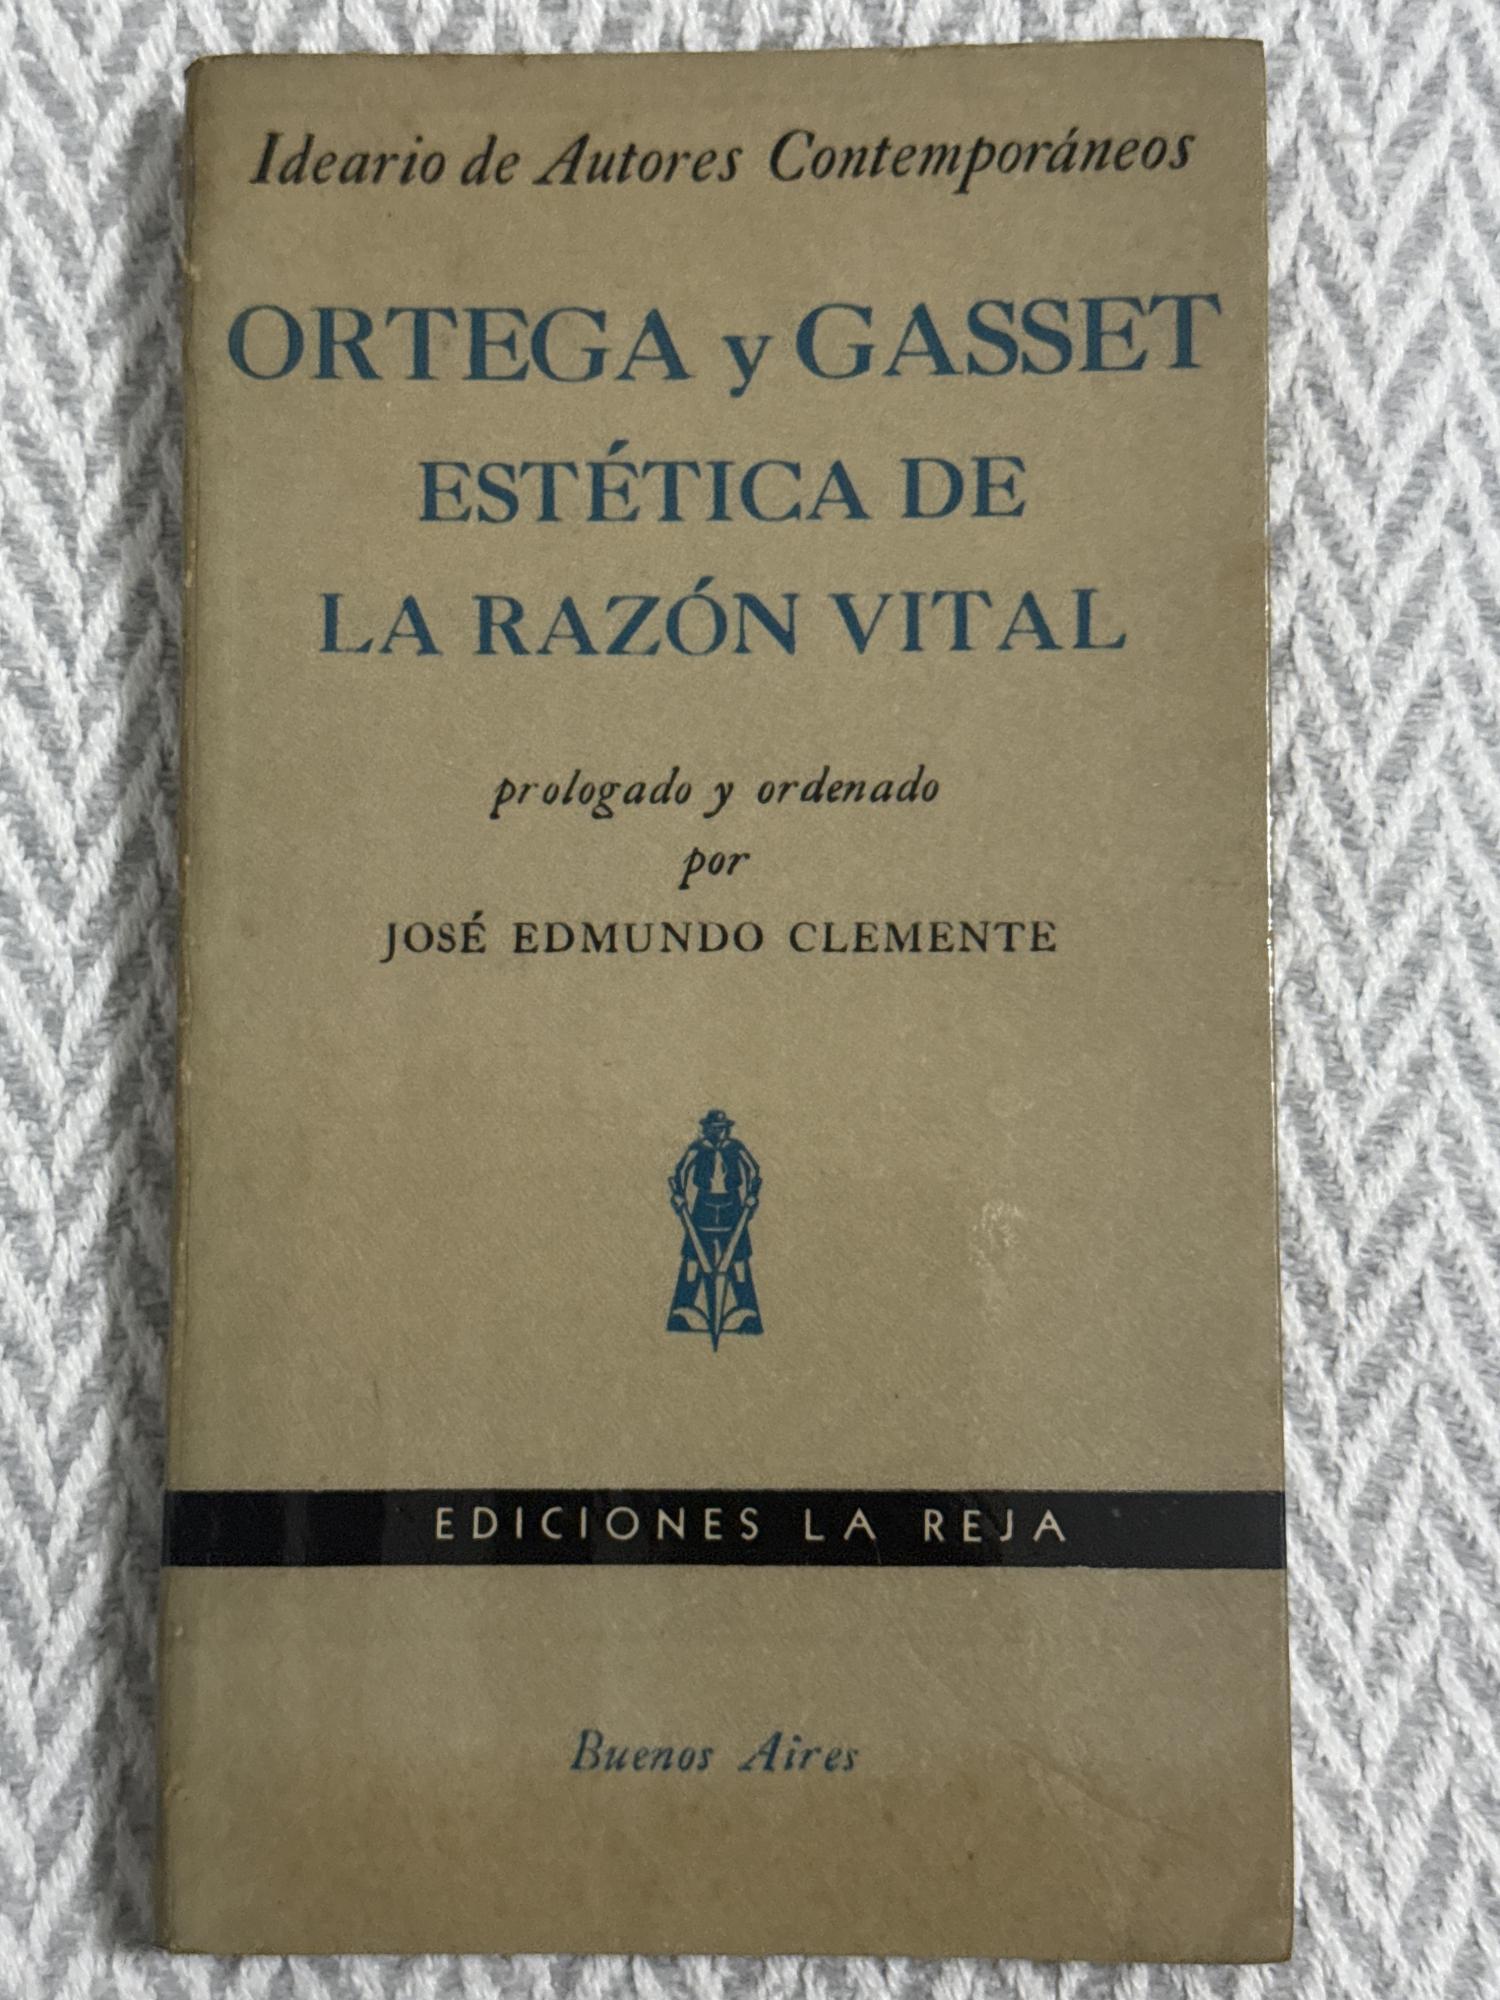 Ideario de Autores Contemporáneos
ORTEGA y GASSET
ESTÉTICA DE
LA RAZÓN VITAL
prologado y ordenado
por
JOSÉ EDMUNDO CLEMENTE
EDICIONES LA REJA
Buenos Aires